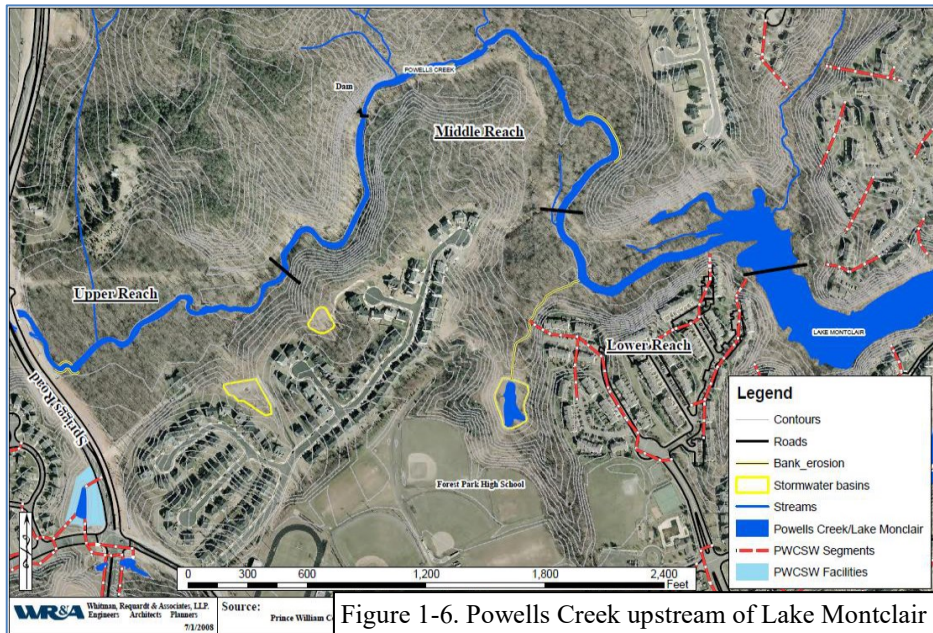 POWELLS CREEK
Dam
Middle Reach
Upper Reach
Spriggs Road
LAKE MONTCLAIR
Lower Reach
Forest Park High School
Legend
Contours
Roads
Bank_erosion
Stormwater basins
Streams
Powells Creek/Lake Monclair
PWCSW Segments
PWCSW Facilities
0 300 600 1,200 1,800 2,400
Feet
WR&A
Whitman, Requardt & Associates, LLP.
Engineers Architects Planners
7/1/2008
Source:
Prince William
Figure 1-6. Powells Creek upstream of Lake Montclair